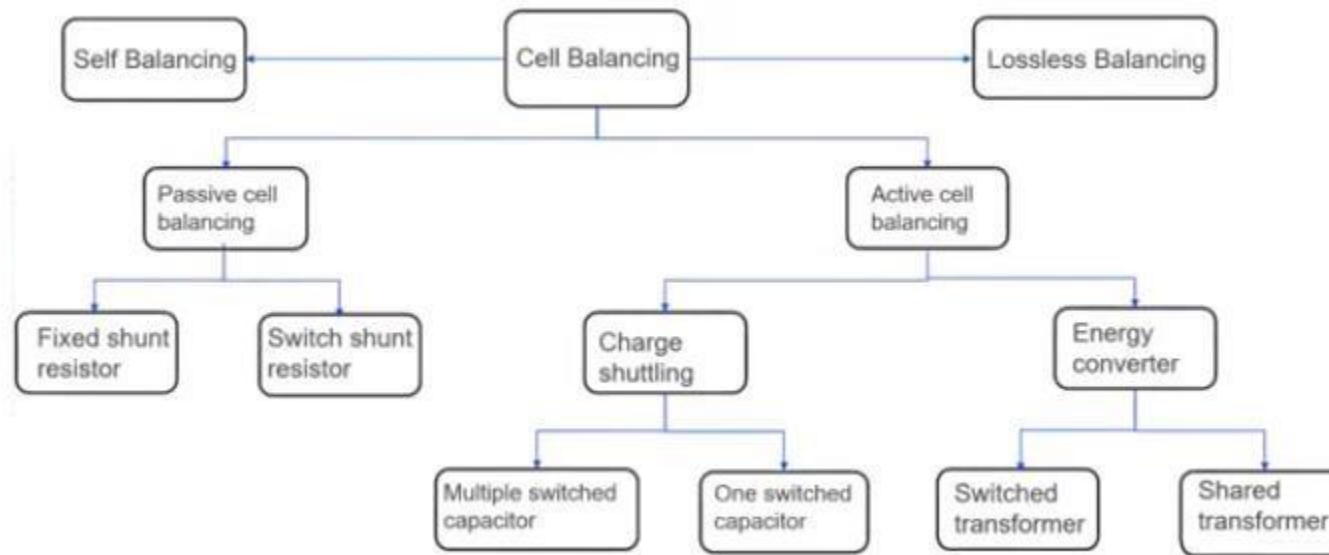 Self Balancing
Cell Balancing
Lossless Balancing
Passive cell
balancing
Active cell
balancing
Fixed shunt
resistor
Switch shunt
resistor
Charge
shuttling
Energy
converter
Multiple switched
capacitor
One switched
capacitor
Switched
transformer
Shared
transformer